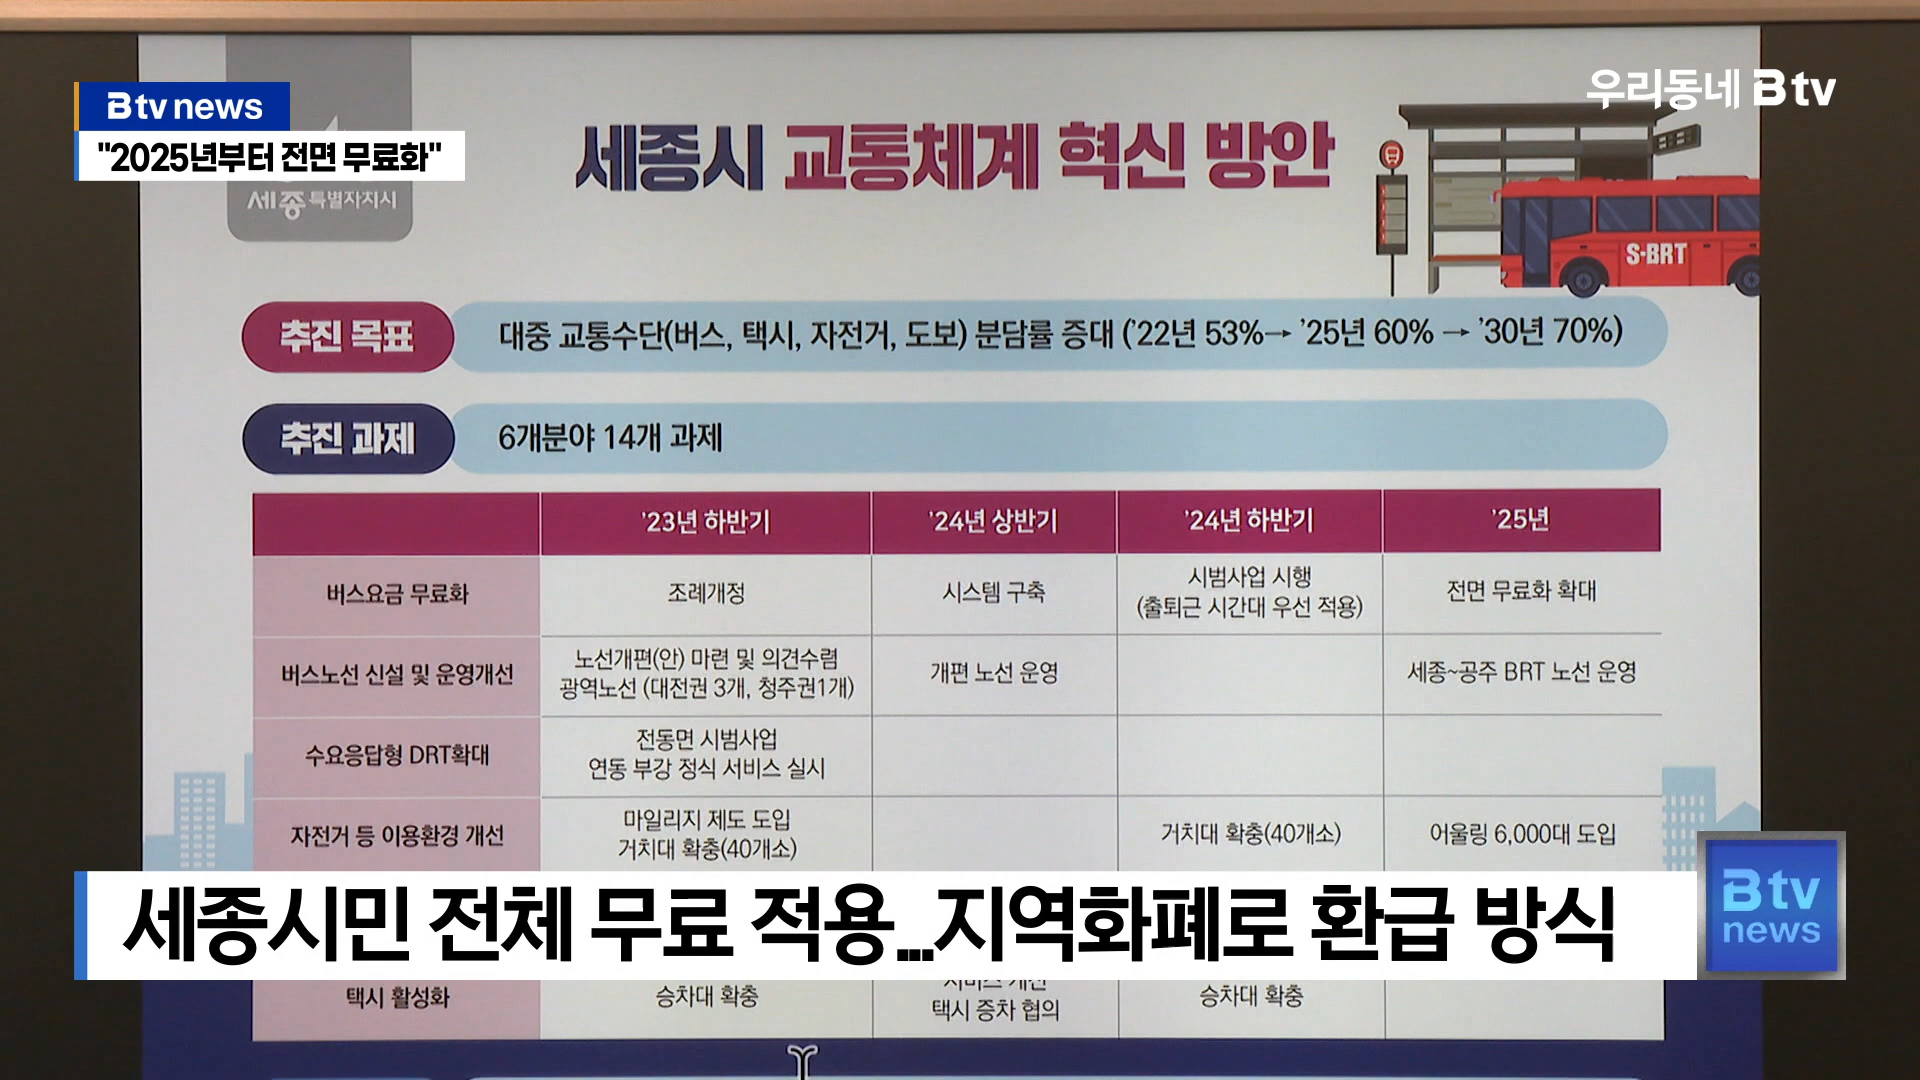 우리동네 B tv
B tv news
"2025년부터 전면 무료화"
세종특별자치시
세종시 교통체계 혁신 방안
S-BRT
추진 목표
대중 교통수단(버스, 택시, 자전거, 도보) 분담률 증대 ('22년 53%→ '25년 60% → '30년 70%)
추진 과제
6개분야 14개 과제
'23년 하반기
'24년 상반기
'24년 하반기
'25년
버스요금 무료화
조례개정
시스템 구축
시범사업 시행
(출퇴근 시간대 우선 적용)
전면 무료화 확대
버스노선 신설 및 운영개선
노선개편(안) 마련 및 의견수렴
광역노선 (대전권 3개, 청주권1개)
개편 노선 운영
세종~공주 BRT 노선 운영
수요응답형 DRT확대
전동면 시범사업
연동 부강 정식 서비스 실시
자전거 등 이용환경 개선
마일리지 제도 도입
거치대 확충(40개소)
거치대 확충(40개소)
어울링 6,000대 도입
세종시민 전체 무료 적용...지역화폐로 환급 방식
B tv
news
택시 활성화
승차대 확충
서비스 개선
택시 증차 협의
승차대 확충